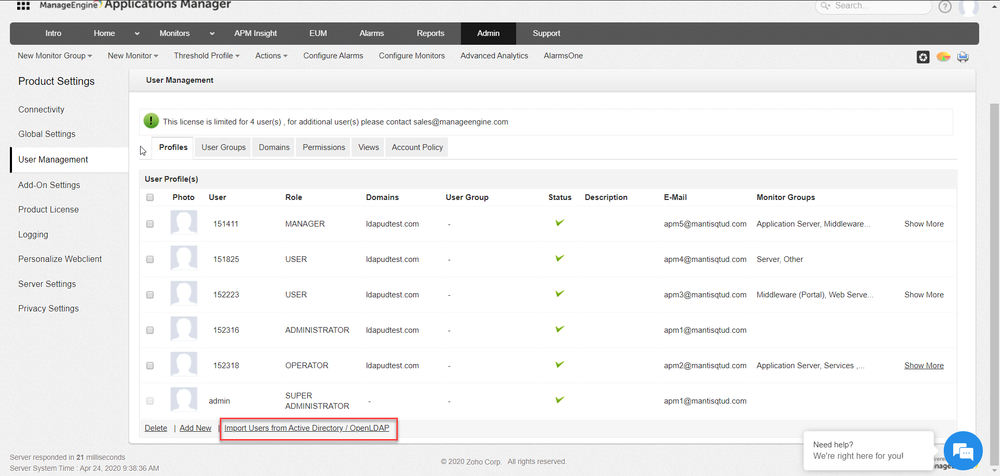 ManageEngine Applications Manager
Search...
?
Intro Home Monitors APM Insight EUM Alarms Reports Admin Support
New Monitor Group New Monitor Threshold Profile Actions Configure Alarms Configure Monitors Advanced Analytics AlarmsOne
Product Settings
Connectivity
Global Settings
User Management
Add-On Settings
Product License
Logging
Personalize Webclient
Server Settings
Privacy Settings
User Management
! This license is limited for 4 user(s) , for additional user(s) please contact sales@manageengine.com
Profiles User Groups Domains Permissions Views Account Policy
User Profile(s)
Photo User Role Domains User Group Status Description E-Mail Monitor Groups
151411 MANAGER ldapudtest.com - apm5@mantisqtud.com Application Server, Middleware... Show More
151825 USER ldapudtest.com - apm4@mantisqtud.com Server, Other
152223 USER ldapudtest.com - apm3@mantisqtud.com Middleware (Portal), Web Serve... Show More
152316 ADMINISTRATOR ldapudtest.com - apm1@mantisqtud.com
152318 OPERATOR ldapudtest.com - apm2@mantisqtud.com Application Server, Services ,... Show More
admin SUPER ADMINISTRATOR - - apm1@mantisqtud.com
Delete | Add New | Import Users from Active Directory / OpenLDAP
Server responded in 21 milliseconds
Server System Time : Apr 24, 2020 9:38:36 AM
© 2020 Zoho Corp. All rights reserved.
Need help?
We're right here for you!